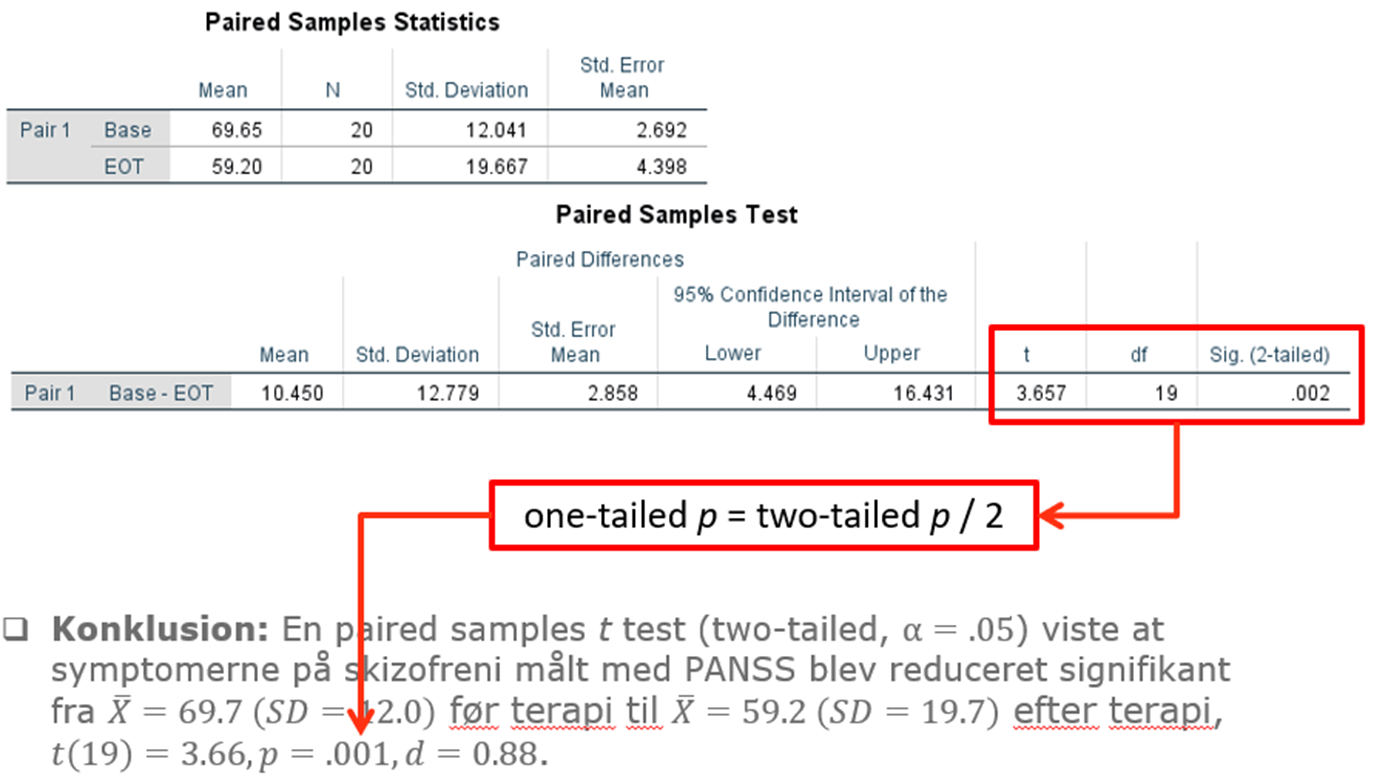 Paired Samples Statistics
Std. Error
Mean N Std. Deviation Mean
Pair 1 Base 69.65 20 12.041 2.692
EOT 59.20 20 19.667 4.398
Paired Samples Test
Paired Differences
95% Confidence Interval of the
Difference
Std. Error
Mean Std. Deviation Mean Lower Upper t df Sig. (2-tailed)
Pair 1 Base - EOT 10.450 12.779 2.858 4.469 16.431 3.657 19 .002
one-tailed p = two-tailed p / 2
❑ Konklusion: En paired samples t test (two-tailed, α = .05) viste at
symptomerne på skizofreni målt med PANSS blev reduceret signifikant
fra X̄ = 69.7 (SD = 12.0) før terapi til X̄ = 59.2 (SD = 19.7) efter terapi,
t(19) = 3.66, p = .001, d = 0.88.